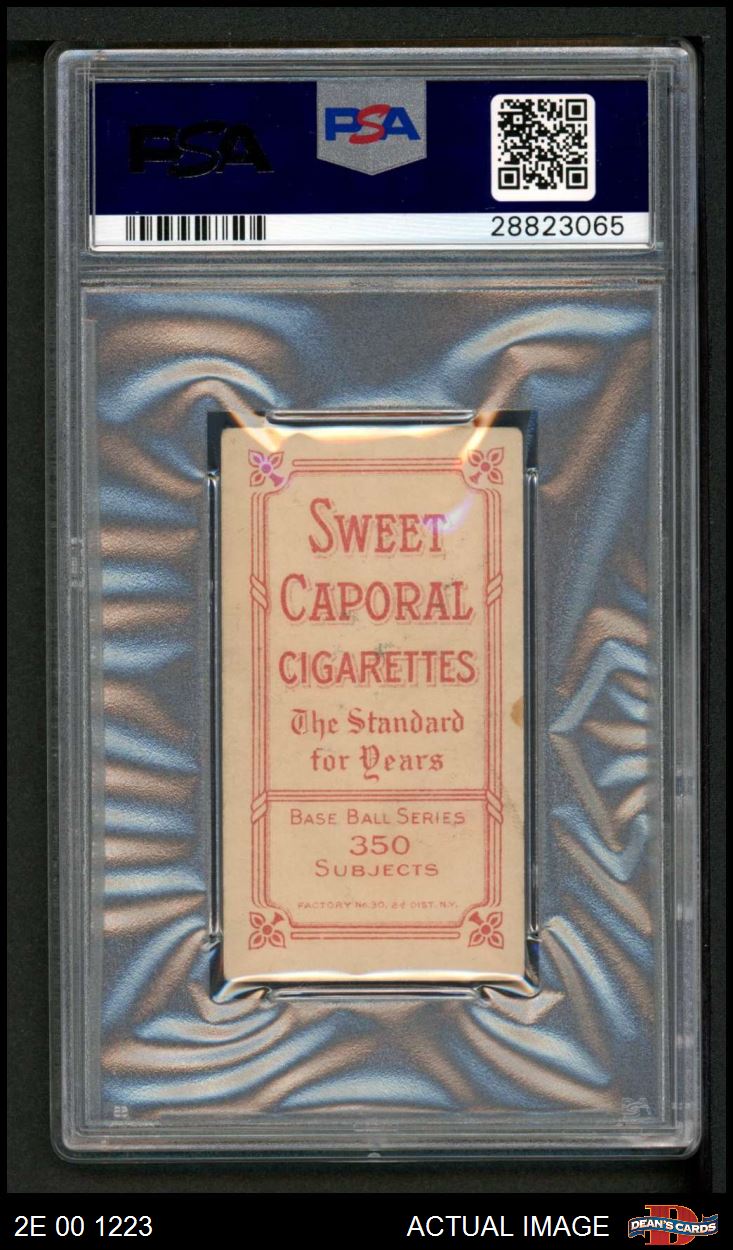 PSA
PSA
28823065
SWEET
CAPORAL
CIGARETTES
The Standard
for Years
BASE BALL SERIES
350
SUBJECTS
FACTORY No. 30, 2d DIST. N.Y.
PSA
2E 00 1223
ACTUAL IMAGE
DEAN'S CARDS